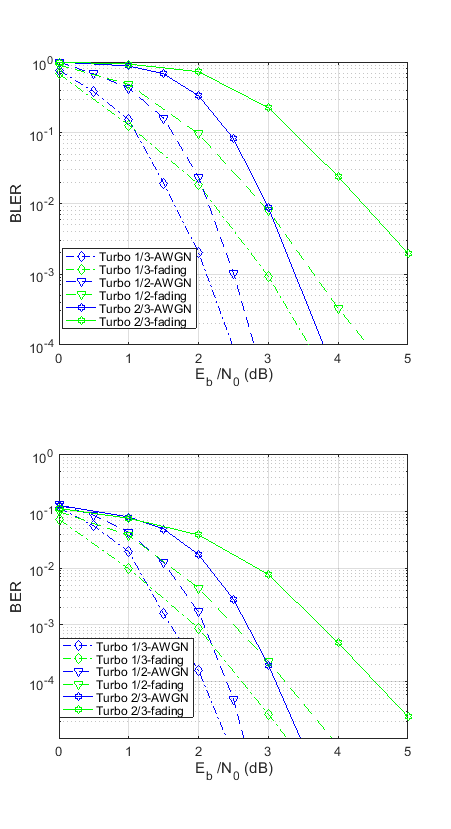 10^0
10^-1
10^-2
10^-3
10^-4
BLER
Turbo 1/3-AWGN
Turbo 1/3-fading
Turbo 1/2-AWGN
Turbo 1/2-fading
Turbo 2/3-AWGN
Turbo 2/3-fading
0 1 2 3 4 5
E_b /N_0 (dB)
10^0
10^-1
10^-2
10^-3
10^-4
BER
Turbo 1/3-AWGN
Turbo 1/3-fading
Turbo 1/2-AWGN
Turbo 1/2-fading
Turbo 2/3-AWGN
Turbo 2/3-fading
0 1 2 3 4 5
E_b /N_0 (dB)